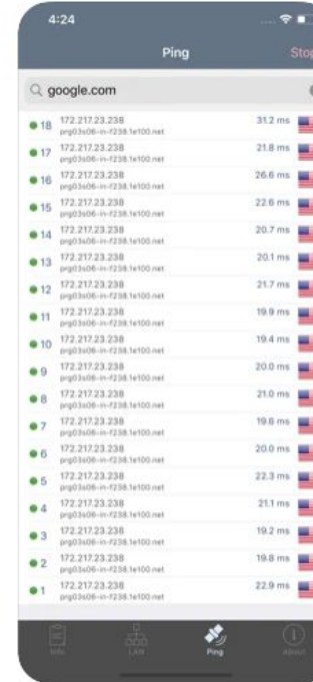 4:24
Ping
Stop
google.com
18 172.217.23.238 31.2 ms
prg03s06-in-f238.1e100.net
17 172.217.23.238 21.8 ms
prg03s06-in-f238.1e100.net
16 172.217.23.238 26.6 ms
prg03s06-in-f238.1e100.net
15 172.217.23.238 22.6 ms
prg03s06-in-f238.1e100.net
14 172.217.23.238 20.7 ms
prg03s06-in-f238.1e100.net
13 172.217.23.238 20.1 ms
prg03s06-in-f238.1e100.net
12 172.217.23.238 21.7 ms
prg03s06-in-f238.1e100.net
11 172.217.23.238 19.9 ms
prg03s06-in-f238.1e100.net
10 172.217.23.238 19.4 ms
prg03s06-in-f238.1e100.net
9 172.217.23.238 20.0 ms
prg03s06-in-f238.1e100.net
8 172.217.23.238 21.0 ms
prg03s06-in-f238.1e100.net
7 172.217.23.238 19.6 ms
prg03s06-in-f238.1e100.net
6 172.217.23.238 20.0 ms
prg03s06-in-f238.1e100.net
5 172.217.23.238 22.3 ms
prg03s06-in-f238.1e100.net
4 172.217.23.238 21.1 ms
prg03s06-in-f238.1e100.net
3 172.217.23.238 19.2 ms
prg03s06-in-f238.1e100.net
2 172.217.23.238 19.8 ms
prg03s06-in-f238.1e100.net
1 172.217.23.238 22.9 ms
prg03s06-in-f238.1e100.net
Info LAN Ping About